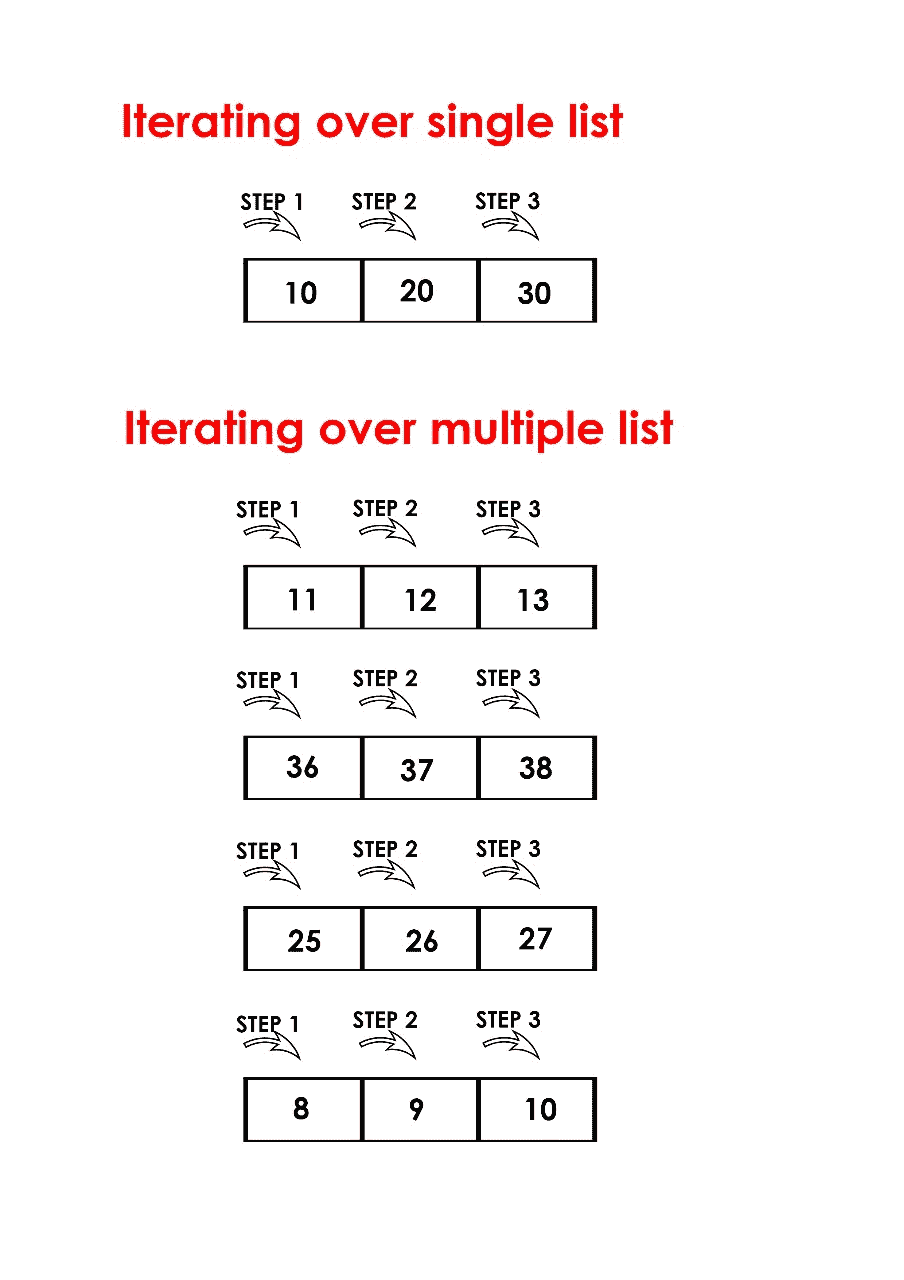 Iterating over single list
STEP 1 STEP 2 STEP 3
10 20 30
Iterating over multiple list
STEP 1 STEP 2 STEP 3
11 12 13
STEP 1 STEP 2 STEP 3
36 37 38
STEP 1 STEP 2 STEP 3
25 26 27
STEP 1 STEP 2 STEP 3
8 9 10